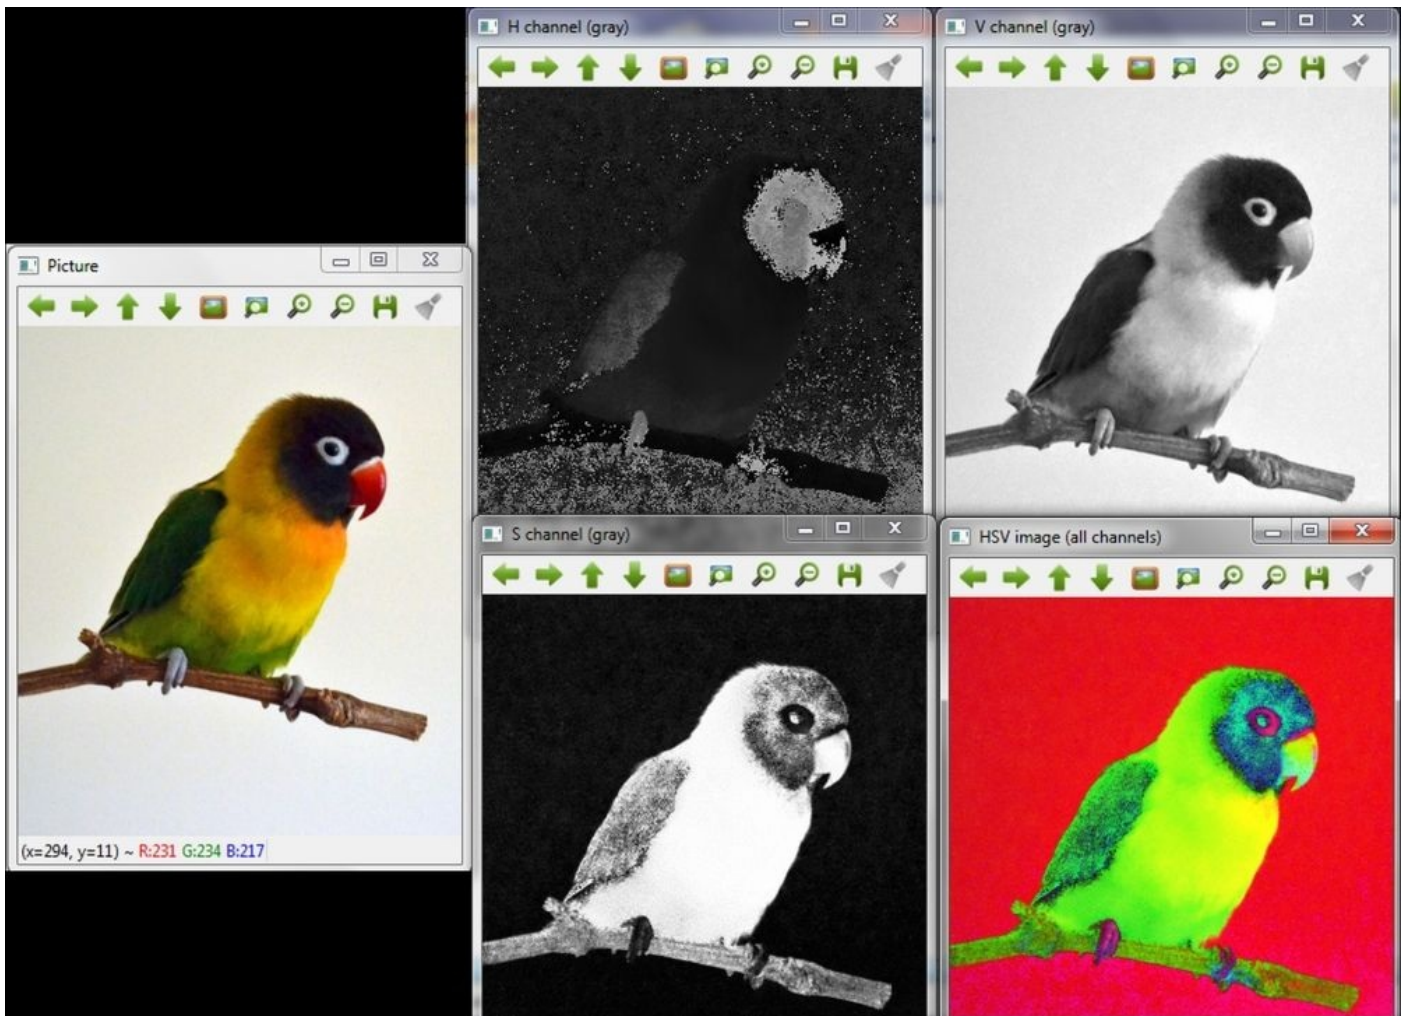 H channel (gray)
V channel (gray)
Picture
(x=294, y=11) ~ R:231 G:234 B:217
S channel (gray)
HSV image (all channels)